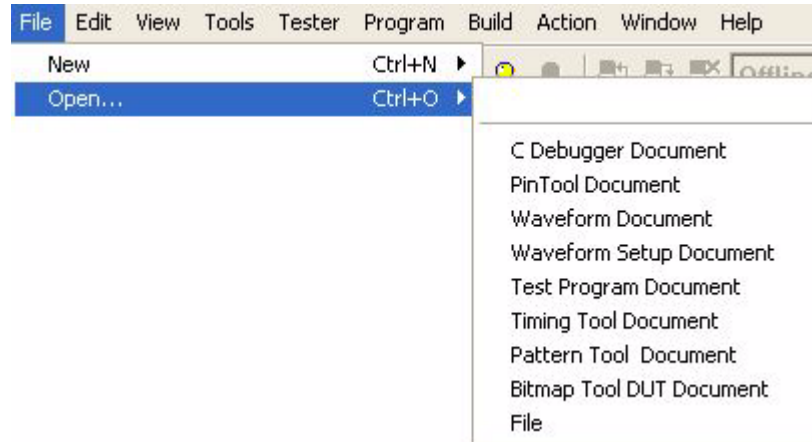 File Edit View Tools Tester Program Build Action Window Help
New Ctrl+N
Open... Ctrl+O
C Debugger Document
PinTool Document
Waveform Document
Waveform Setup Document
Test Program Document
Timing Tool Document
Pattern Tool Document
Bitmap Tool DUT Document
File